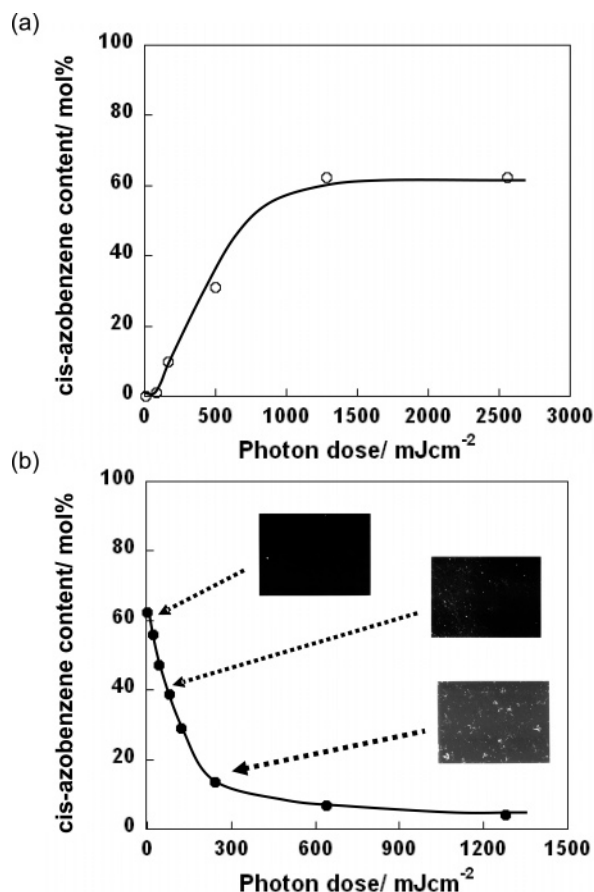 (a)
cis-azobenzene content/ mol%
100
80
60
40
20
0
0 500 1000 1500 2000 2500 3000
Photon dose/ mJcm-2
(b)
cis-azobenzene content/ mol%
100
80
60
40
20
0
0 300 600 900 1200 1500
Photon dose/ mJcm-2